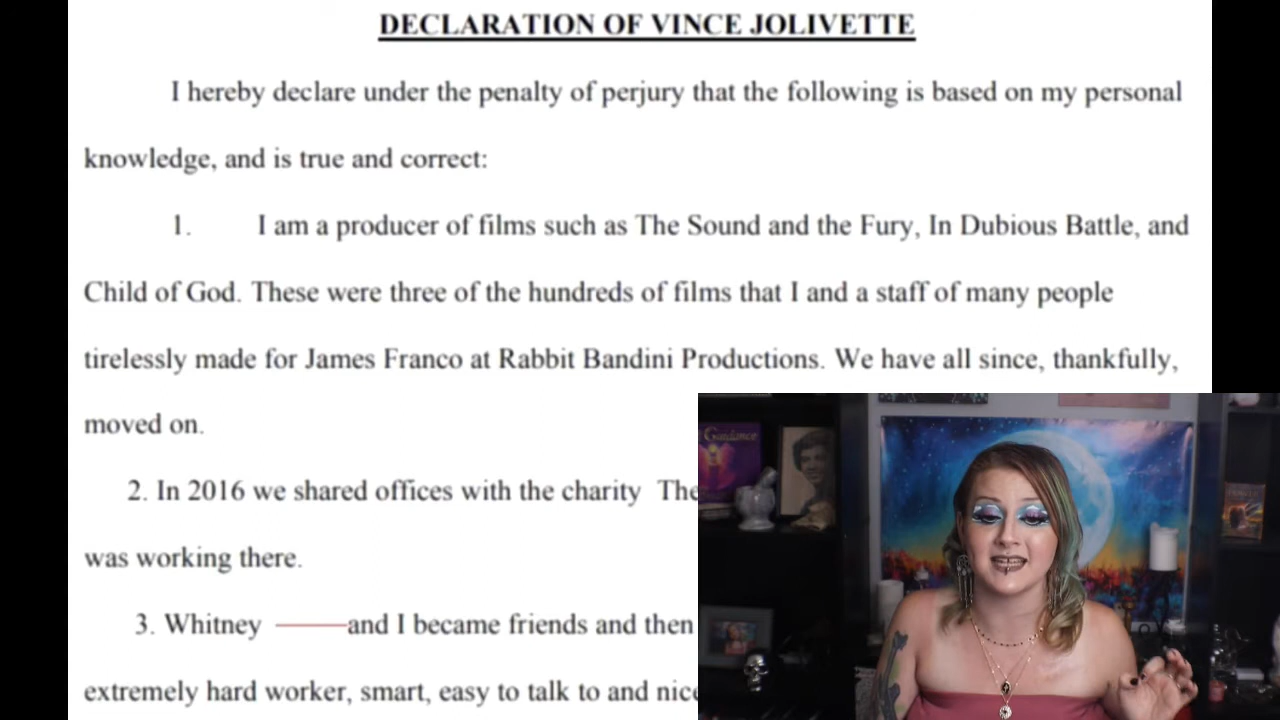 DECLARATION OF VINCE JOLIVETTE
I hereby declare under the penalty of perjury that the following is based on my personal
knowledge, and is true and correct:
1. I am a producer of films such as The Sound and the Fury, In Dubious Battle, and
Child of God. These were three of the hundreds of films that I and a staff of many people
tirelessly made for James Franco at Rabbit Bandini Productions. We have all since, thankfully,
moved on.
2. In 2016 we shared offices with the charity The
was working there.
3. Whitney and I became friends and then
extremely hard worker, smart, easy to talk to and nice
Guidance